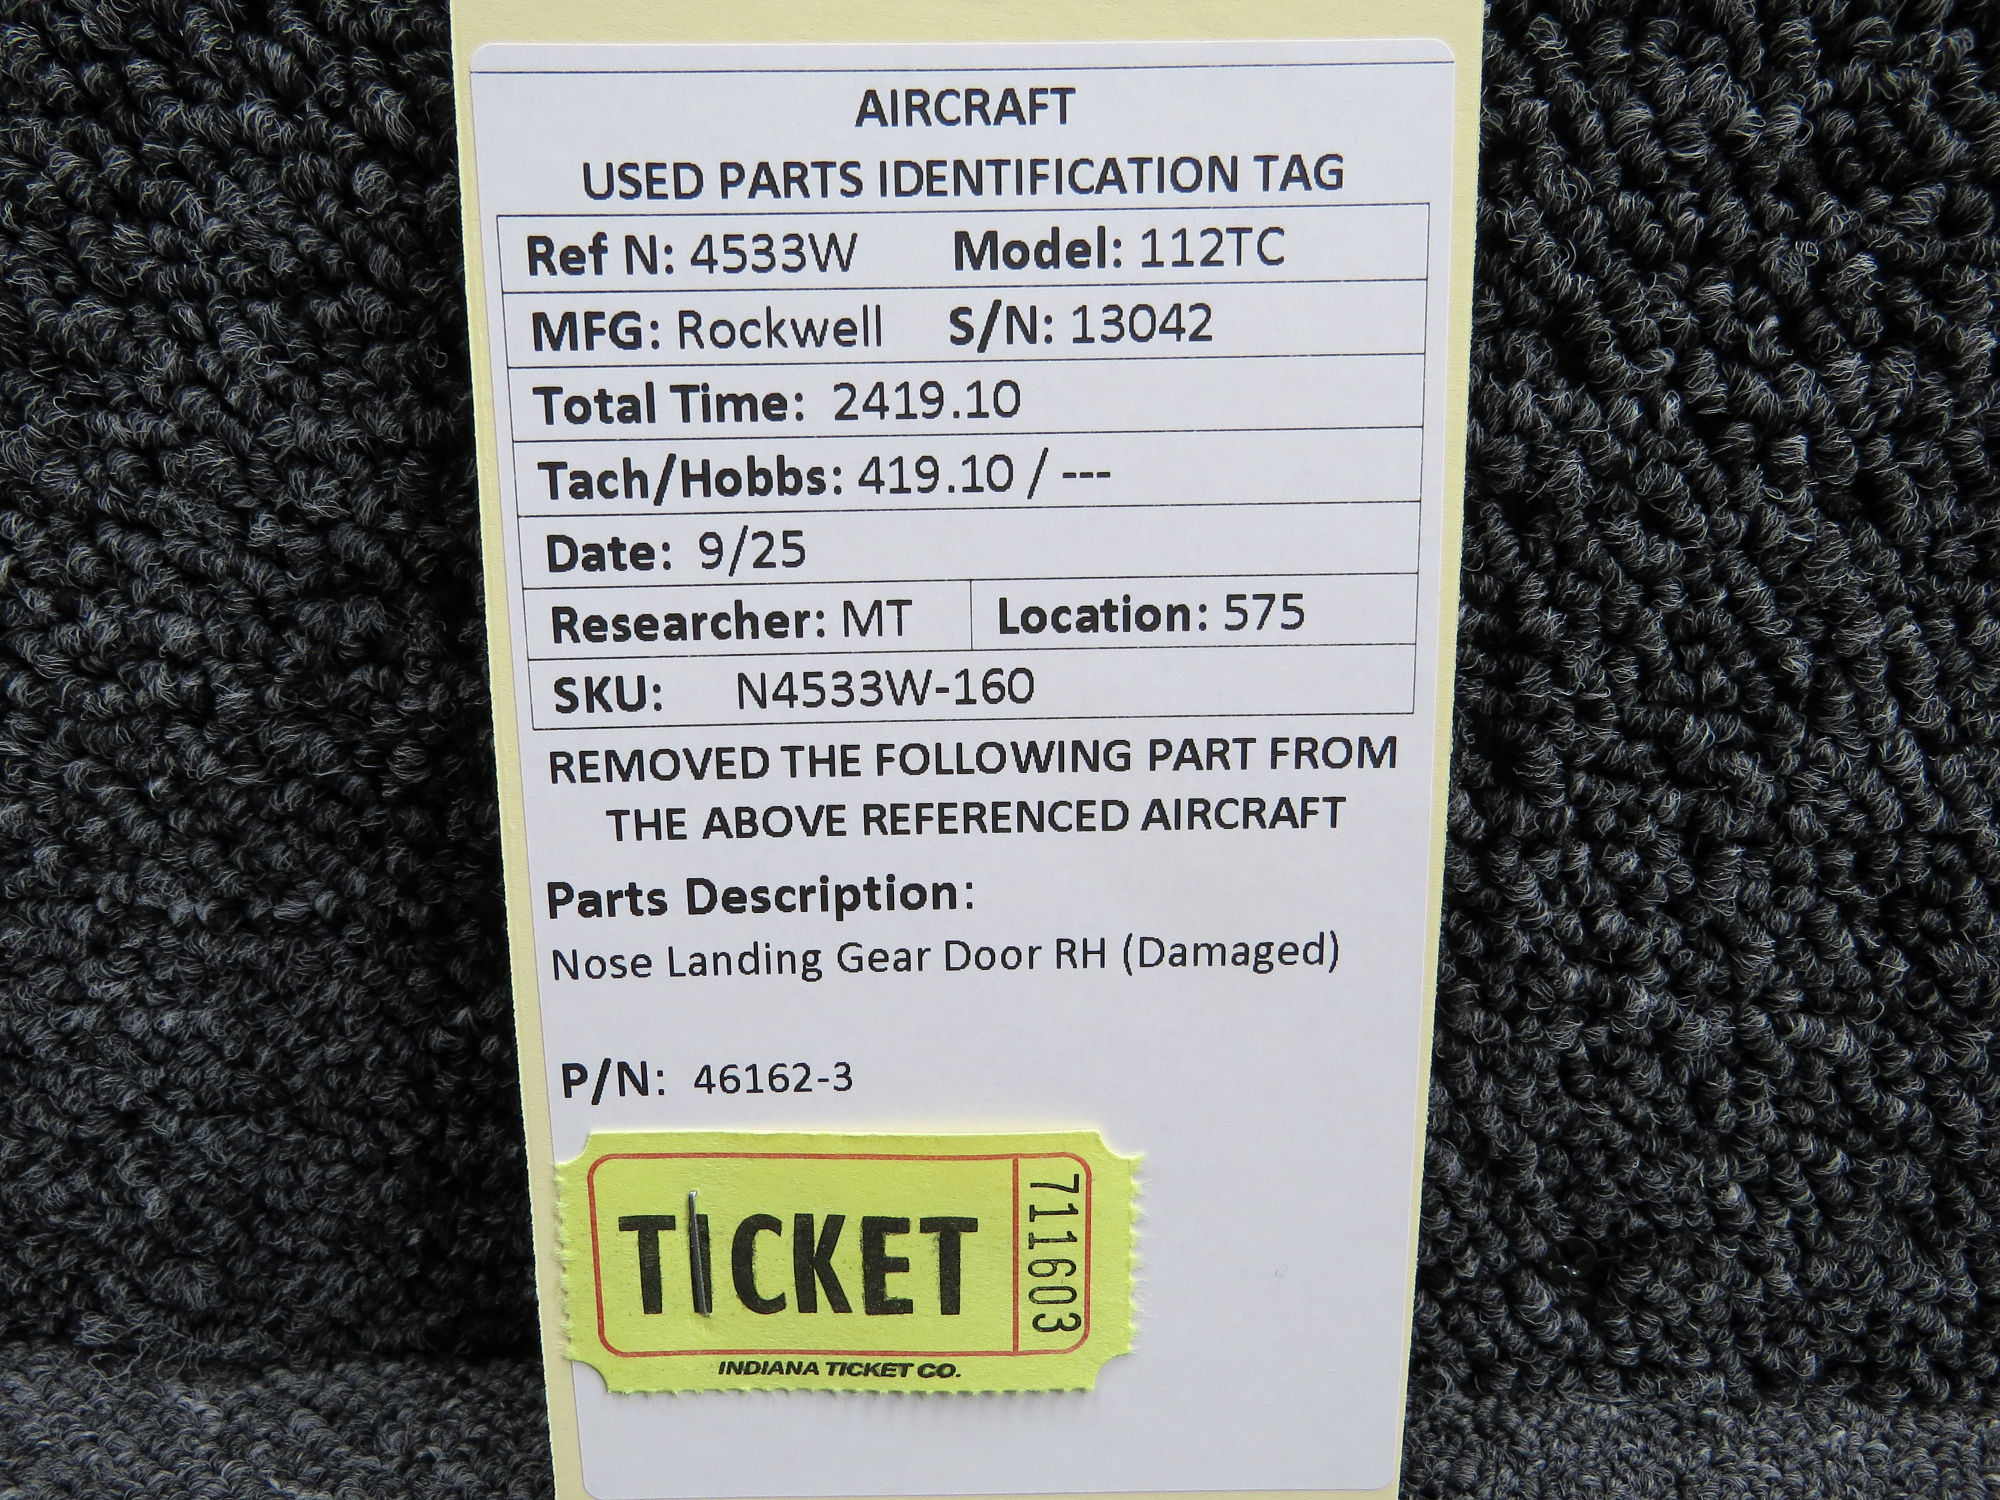 AIRCRAFT
USED PARTS IDENTIFICATION TAG
Ref N: 4533W Model: 112TC
MFG: Rockwell S/N: 13042
Total Time: 2419.10
Tach/Hobbs: 419.10 / ---
Date: 9/25
Researcher: MT Location: 575
SKU: N4533W-160
REMOVED THE FOLLOWING PART FROM
THE ABOVE REFERENCED AIRCRAFT
Parts Description:
Nose Landing Gear Door RH (Damaged)
P/N: 46162-3
TICKET
711603
INDIANA TICKET CO.